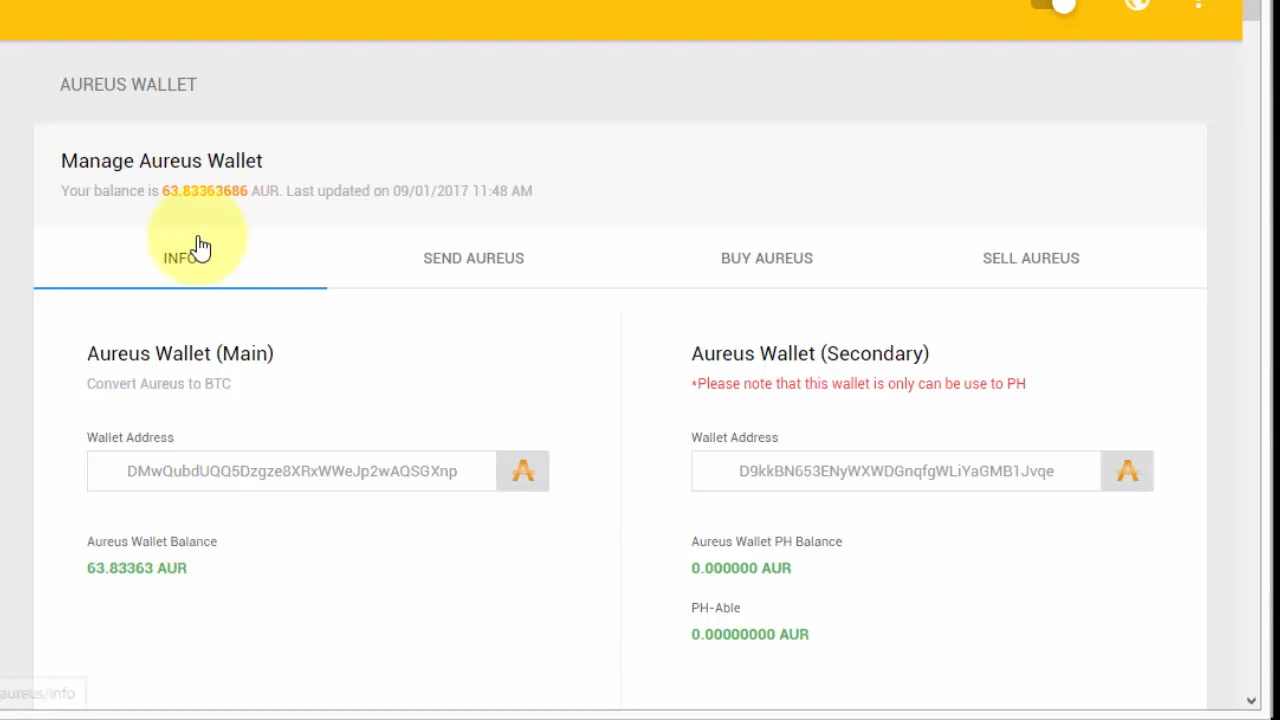 AUREUS WALLET
Manage Aureus Wallet
Your balance is 63.83363686 AUR. Last updated on 09/01/2017 11:48 AM
INFO
SEND AUREUS
BUY AUREUS
SELL AUREUS
Aureus Wallet (Main)
Convert Aureus to BTC
Wallet Address
DMwQubdUQQ5Dzgze8XRxWWeJp2wAQSGXnp
Aureus Wallet Balance
63.83363 AUR
Aureus Wallet (Secondary)
*Please note that this wallet is only can be use to PH
Wallet Address
D9kkBN653ENyWXWDGnqfgWLiYaGMB1Jvqe
Aureus Wallet PH Balance
0.000000 AUR
PH-Able
0.00000000 AUR
aureus/info